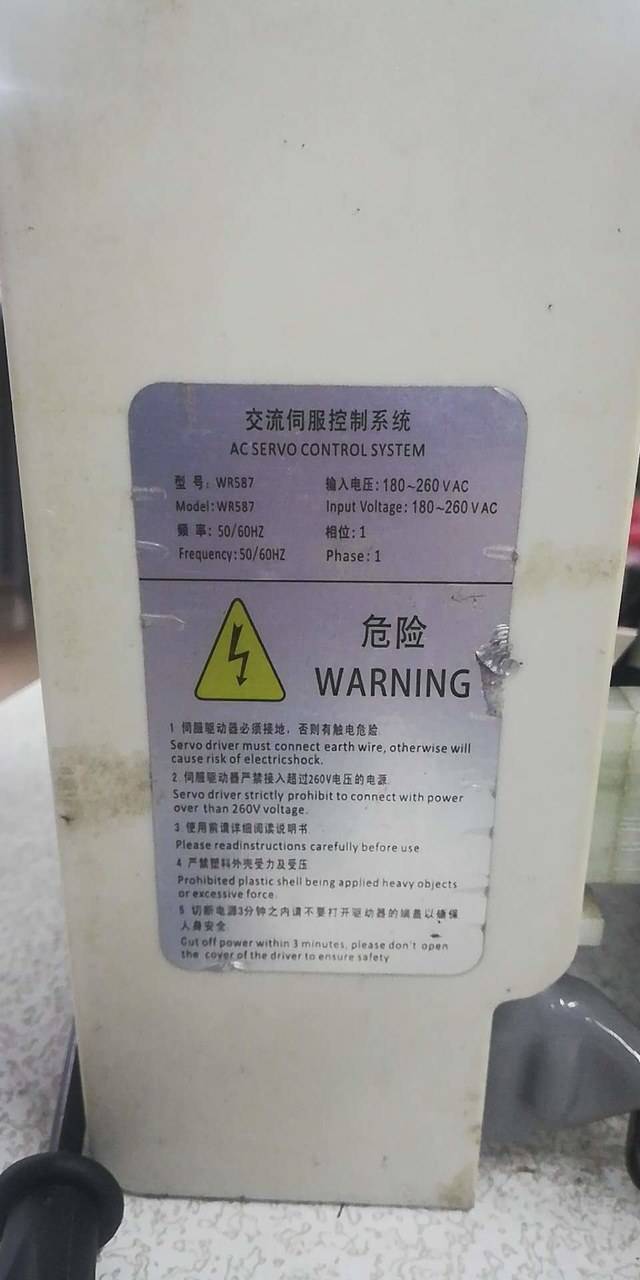 交流伺服控制系统
AC SERVO CONTROL SYSTEM
型 号: WR587
输入电压: 180~260 V AC
Model: WR587
Input Voltage: 180~260 V AC
频 率: 50/60HZ
相位: 1
Frequency: 50/60HZ
Phase: 1
危险
WARNING
1 伺服驱动器必须接地，否则有触电危险.
Servo driver must connect earth wire, otherwise will
cause risk of electricshock.
2 伺服驱动器严禁接入超过260V电压的电源.
Servo driver strictly prohibit to connect with power
over than 260V voltage.
3 使用前请详细阅读说明书.
Please readinstructions carefully before use
4 严禁塑料外壳受力及受压
Prohibited plastic shell being applied heavy objects
or excessive force.
5 切断电源3分钟之内请不要打开驱动器的端盖以确保
人身安全.
Cut off power within 3 minutes, please don't open
the cover of the driver to ensure safety